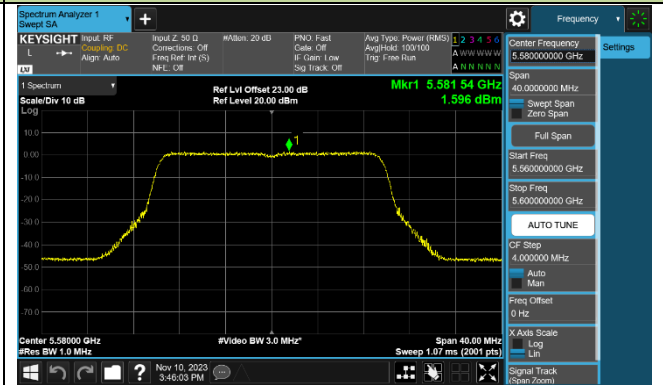 Spectrum Analyzer 1
Swept SA
+
Frequency
KEYSIGHT
Input: RF
Coupling: DC
Align: Auto
Input Z: 50 Ω
Corrections: Off
Freq Ref: Int (S)
NFE: Off
#Atten: 20 dB
PNO: Fast
Gate: Off
IF Gain: Low
Sig Track: Off
Avg Type: Power (RMS)
Avg|Hold: 100/100
Trig: Free Run
1 2 3 4 5 6
A W W W W W
A N N N N N
L
LXI
1 Spectrum
Scale/Div 10 dB
Log
Ref Lvl Offset 23.00 dB
Ref Level 20.00 dBm
Mkr1 5.581 54 GHz
1.596 dBm
1
10.0
0.00
-10.0
-20.0
-30.0
-40.0
-50.0
-60.0
-70.0
Center 5.58000 GHz
#Res BW 1.0 MHz
#Video BW 3.0 MHz*
Span 40.00 MHz
Sweep 1.07 ms (2001 pts)
Nov 10, 2023
3:46:03 PM
?
Center Frequency
5.580000000 GHz
Settings
Span
40.0000000 MHz
Swept Span
Zero Span
Full Span
Start Freq
5.560000000 GHz
Stop Freq
5.600000000 GHz
AUTO TUNE
CF Step
4.000000 MHz
Auto
Man
Freq Offset
0 Hz
X Axis Scale
Log
Lin
Signal Track
(Span Zoom)